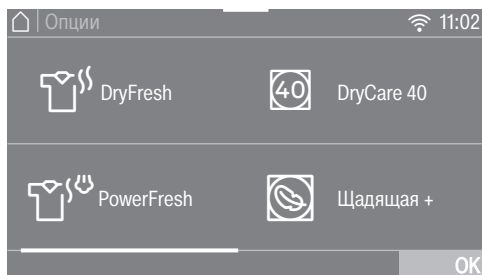 Опции 11:02
DryFresh
40 DryCare 40
PowerFresh
Щадящая +
OK